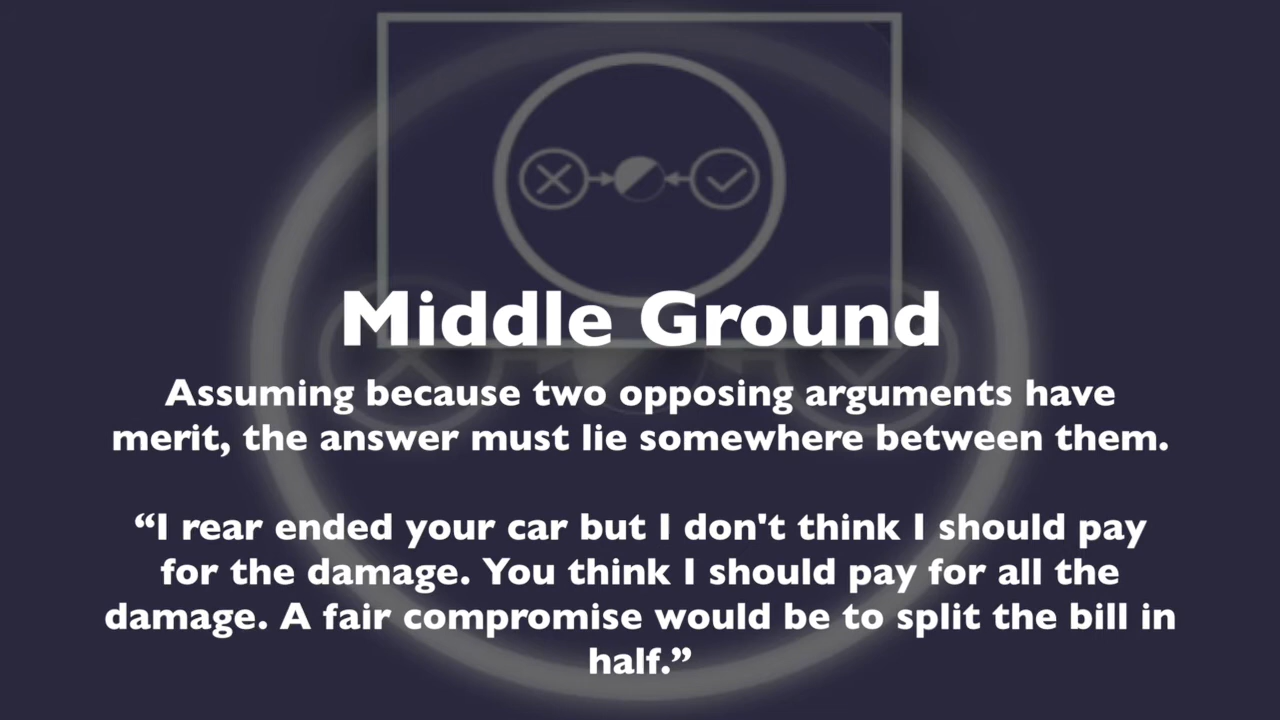 Middle Ground
Assuming because two opposing arguments have
merit, the answer must lie somewhere between them.
“I rear ended your car but I don't think I should pay
for the damage. You think I should pay for all the
damage. A fair compromise would be to split the bill in
half.”